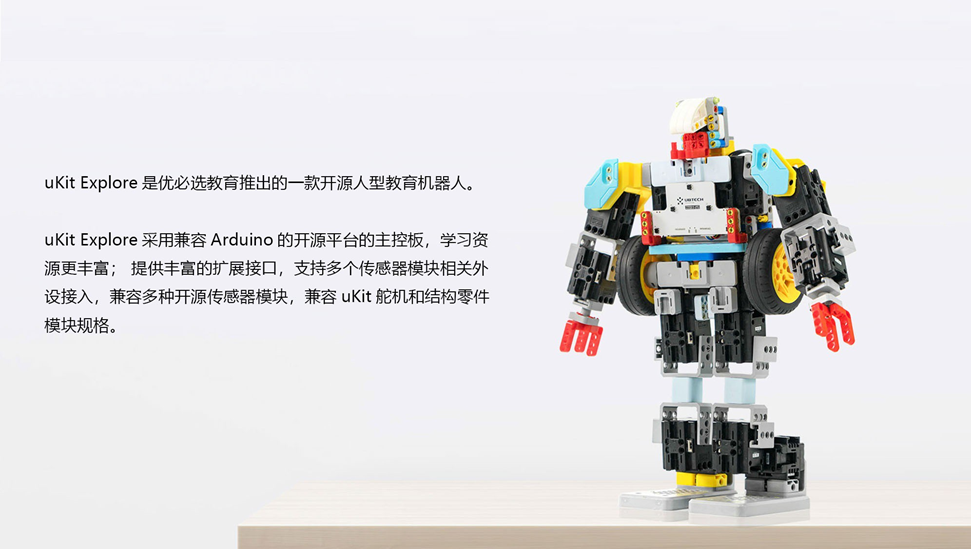 uKit Explore 是优必选教育推出的一款开源人型教育机器人。
uKit Explore 采用兼容 Arduino 的开源平台的主控板，学习资
源更丰富； 提供丰富的扩展接口，支持多个传感器模块相关外
设接入，兼容多种开源传感器模块，兼容 uKit 舵机和结构零件
模块规格。
UBTECH